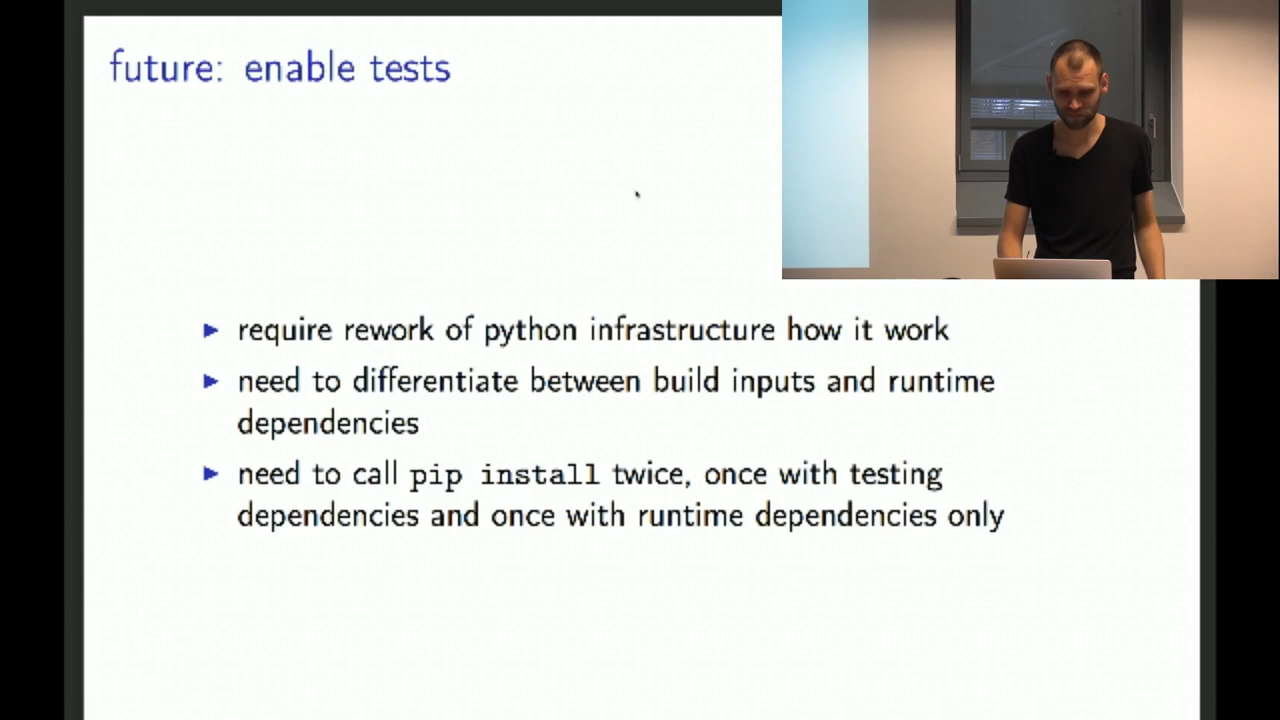 future: enable tests
require rework of python infrastructure how it work
need to differentiate between build inputs and runtime
dependencies
need to call pip install twice, once with testing
dependencies and once with runtime dependencies only